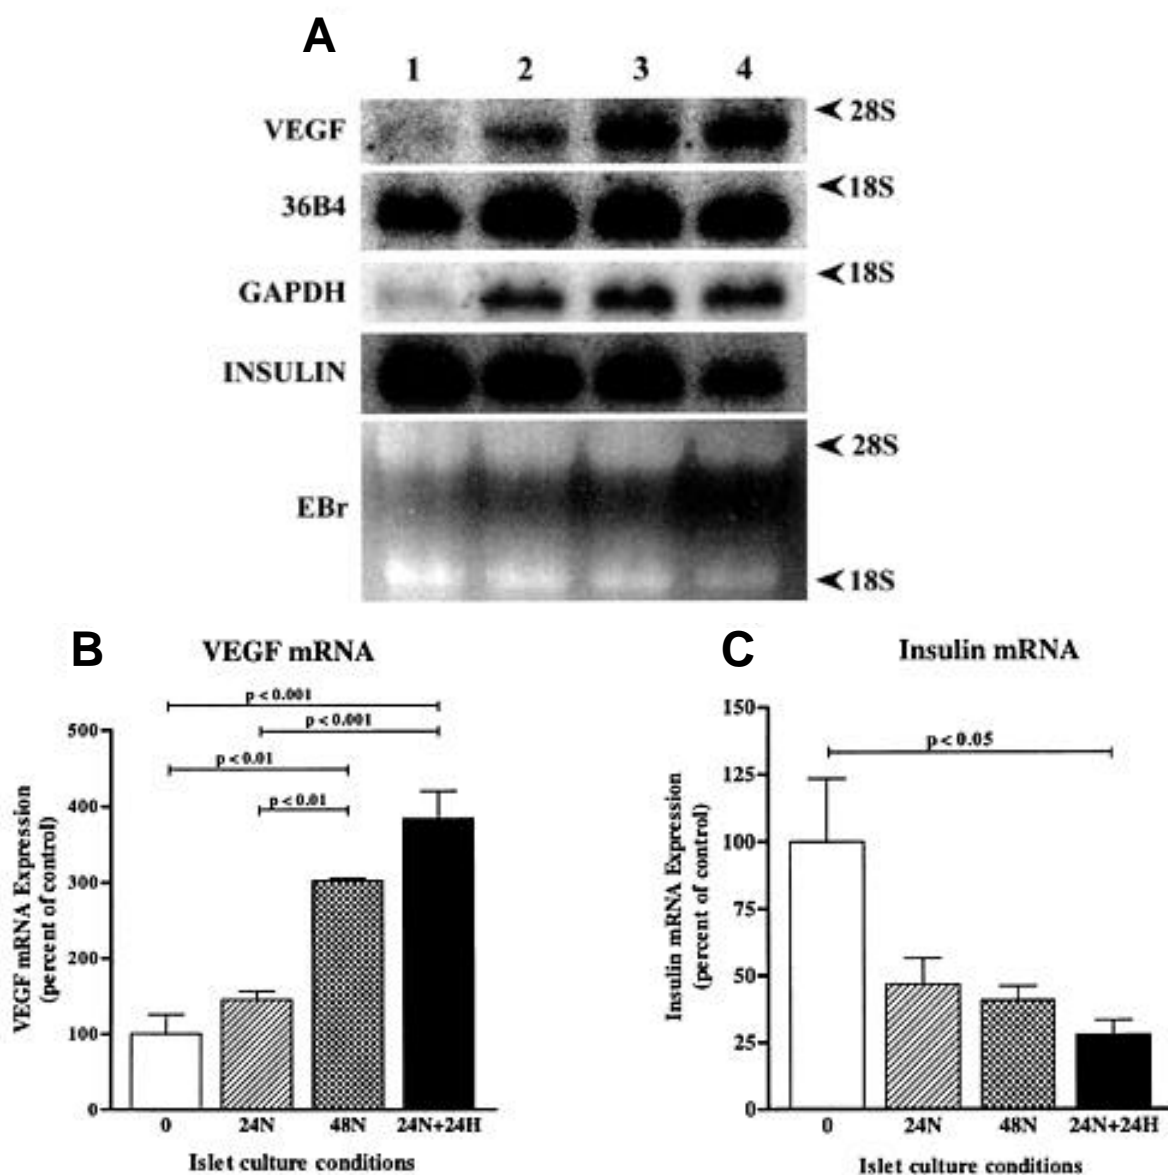 A
1 2 3 4
VEGF
28S
36B4
18S
GAPDH
18S
INSULIN
EBr
28S
18S
B
VEGF mRNA
p < 0.001
p < 0.001
p < 0.01
p < 0.01
VEGF mRNA Expression
(percent of control)
500
400
300
200
100
0
0 24N 48N 24N+24H
Islet culture conditions
C
Insulin mRNA
p < 0.05
Insulin mRNA Expression
(percent of control)
150
125
100
75
50
25
0
0 24N 48N 24N+24H
Islet culture conditions